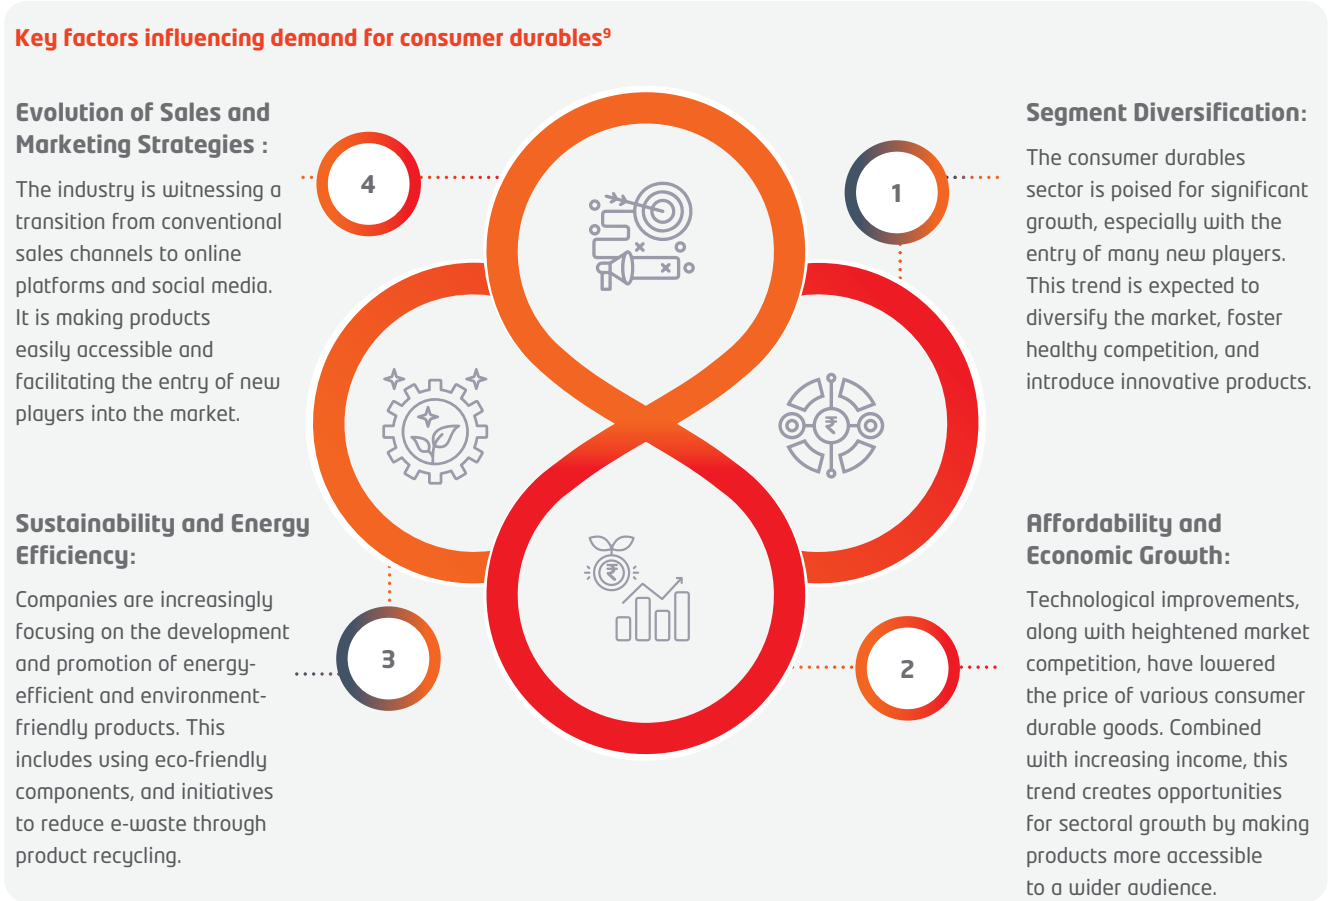 Key factors influencing demand for consumer durables⁹
Segment Diversification:
The consumer durables
sector is poised for significant
growth, especially with the
entry of many new players.
This trend is expected to
diversify the market, foster
healthy competition, and
introduce innovative products.
1
Affordability and
Economic Growth:
Technological improvements,
along with heightened market
competition, have lowered
the price of various consumer
durable goods. Combined
with increasing income, this
trend creates opportunities
for sectoral growth by making
products more accessible
to a wider audience.
2
Sustainability and Energy
Efficiency:
Companies are increasingly
focusing on the development
and promotion of energy-
efficient and environment-
friendly products. This
includes using eco-friendly
components, and initiatives
to reduce e-waste through
product recycling.
3
Evolution of Sales and
Marketing Strategies :
The industry is witnessing a
transition from conventional
sales channels to online
platforms and social media.
It is making products
easily accessible and
facilitating the entry of new
players into the market.
4
₹
₹